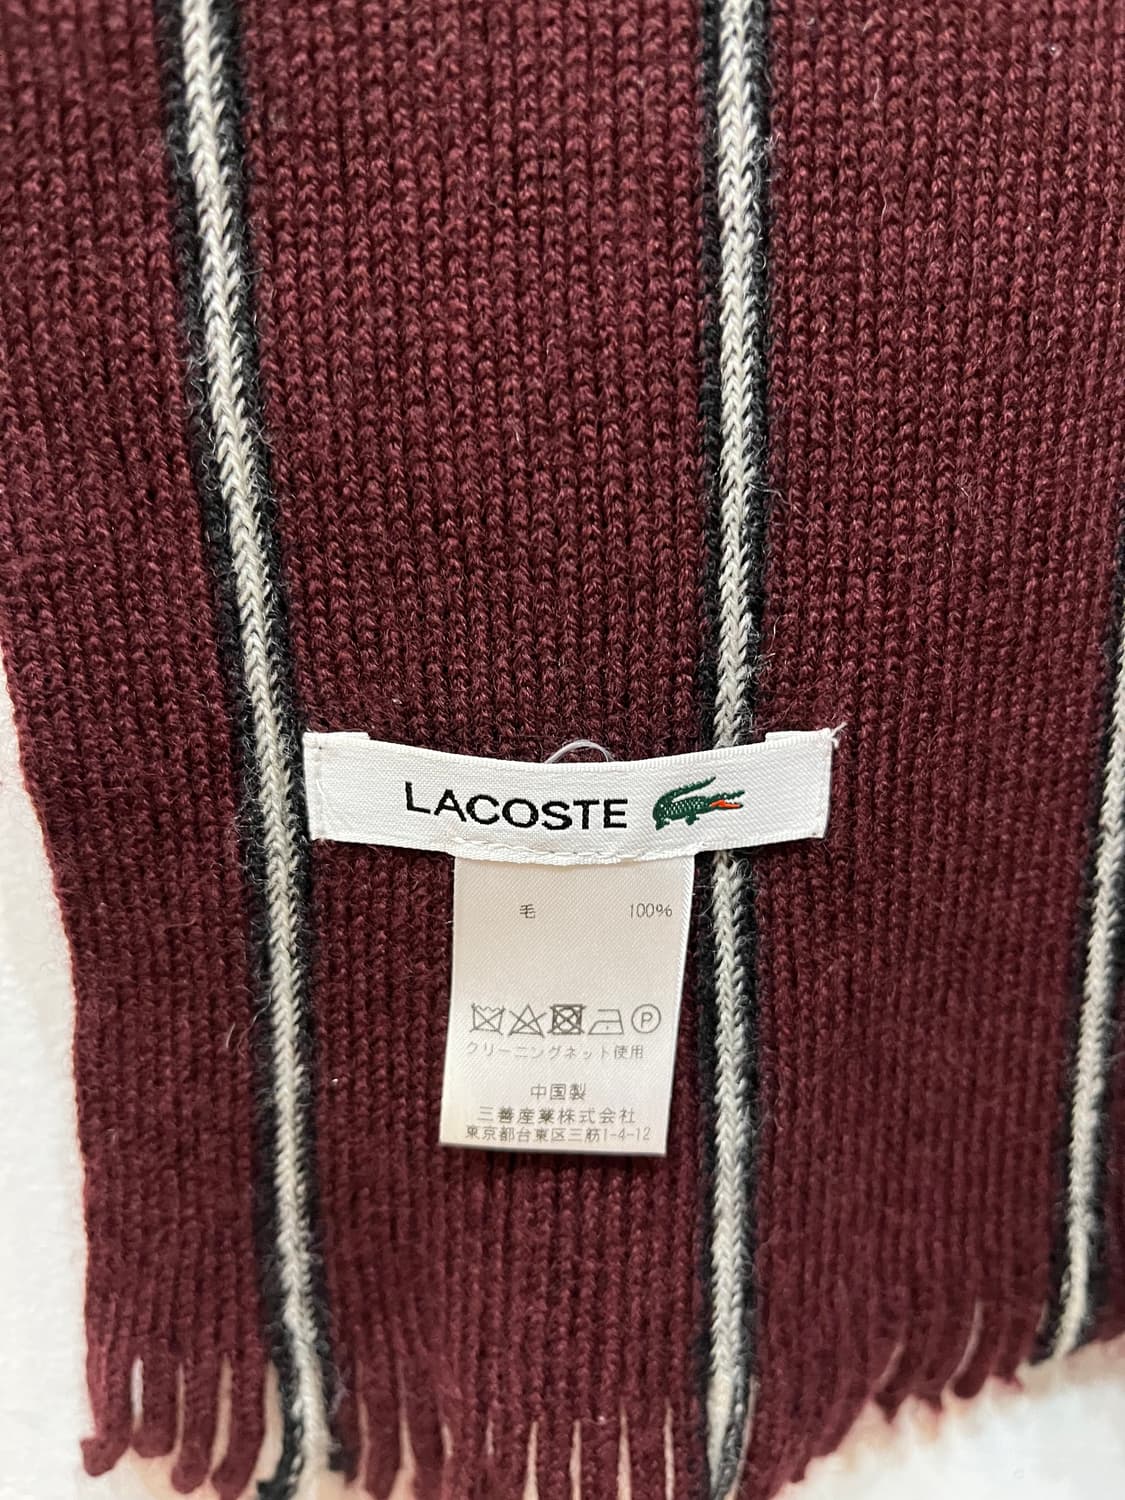 LACOSTE
毛 100%
P
クリーニングネット使用
中国製
三善産業株式会社
東京都台東区三筋1-4-12